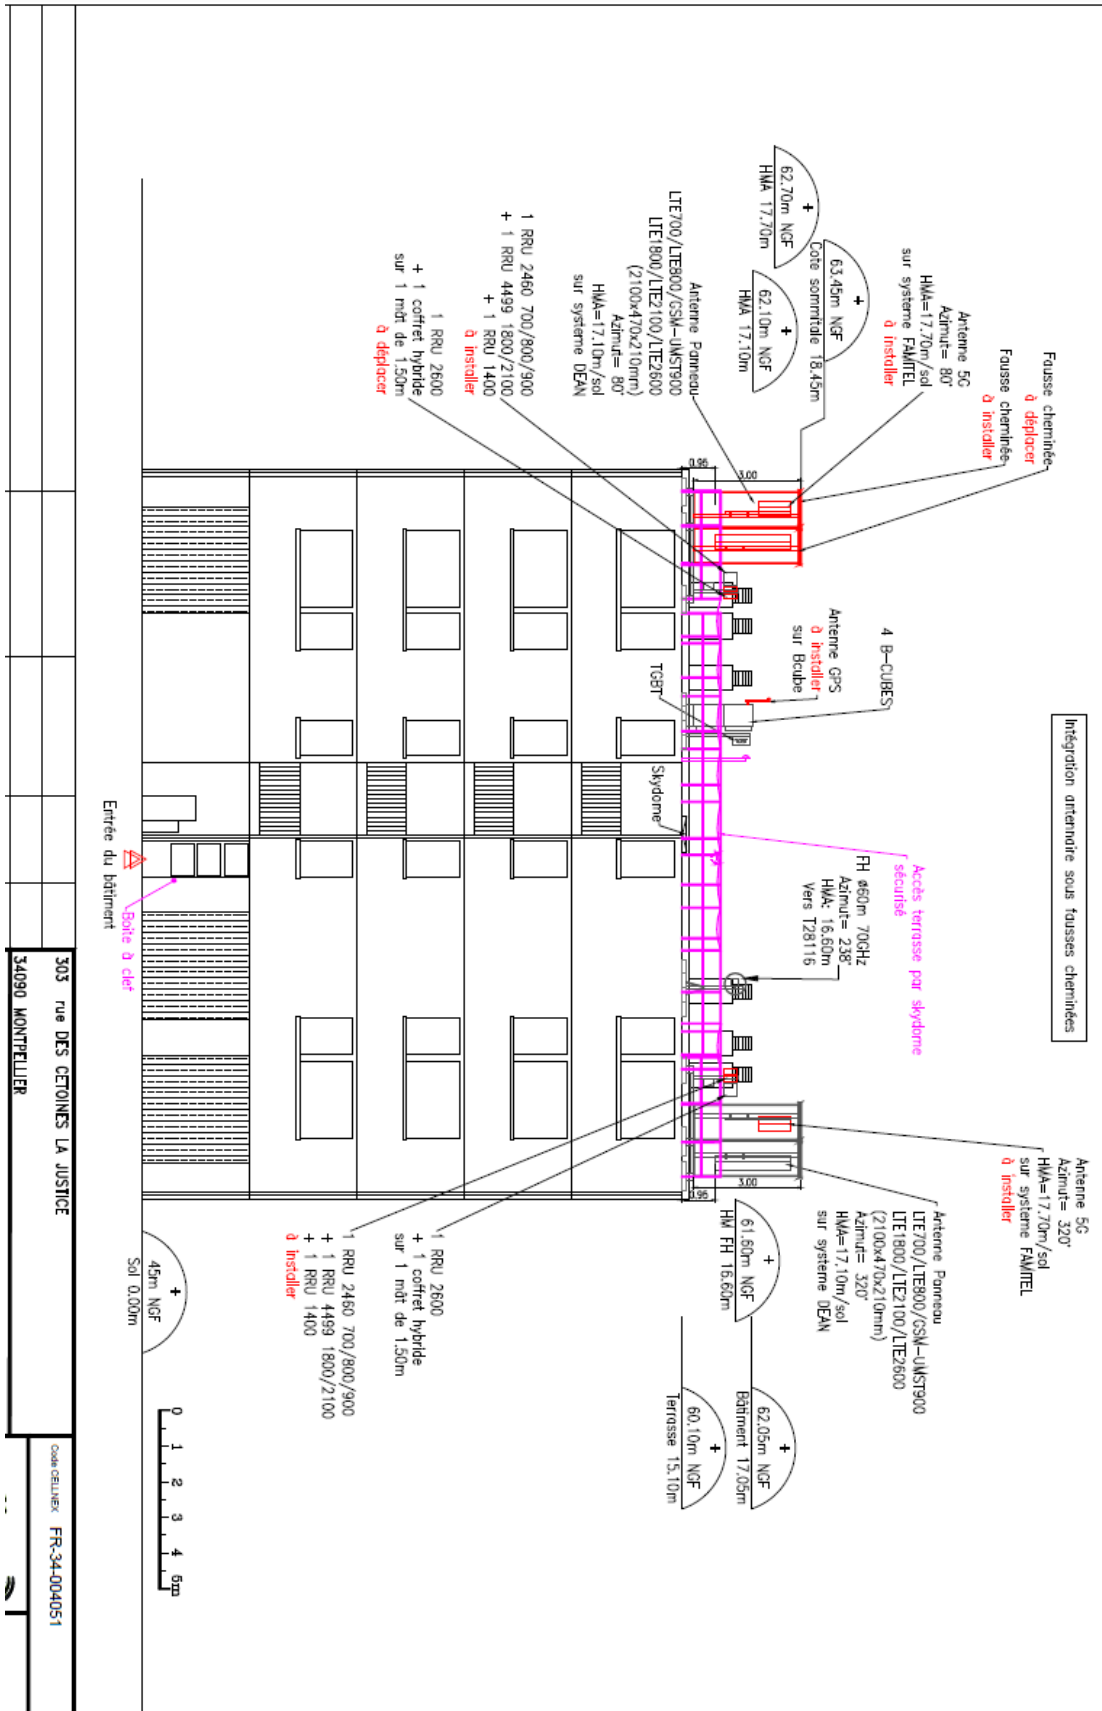 Intégration antennaire sous fausses cheminées
Fausse cheminée
à déplacer
Fausse cheminée
à installer
Antenne 5G
Azimut= 80°
HMA=17.70m/sol
sur systeme FAMITEL
à installer
+
63.45m NGF
Cote sommitale 18.45m
+
62.70m NGF
HMA 17.70m
+
62.10m NGF
HMA 17.10m
Antenne Panneau
LTE700/LTE800/GSM-UMST900
LTE1800/LTE2100/LTE2600
(2100x470x210mm)
Azimut= 80°
HMA=17.10m/sol
sur systeme DEAN
1 RRU 2460 700/800/900
+ 1 RRU 4499 1800/2100
+ 1 RRU 1400
à installer
1 RRU 2600
+ 1 coffret hybride
sur 1 mât de 1.50m
à déplacer
0.95
3.00
4 B-CUBES
Antenne GPS
à installer
sur Bcube
TGBT
Skydome
Accès terrasse par skydome
sécurisé
FH ø60m 70GHz
Azimut= 238°
HMA: 16.60m
Vers T28116
Antenne 5G
Azimut= 320°
HMA=17.70m/sol
sur systeme FAMITEL
à installer
Antenne Panneau
LTE700/LTE800/GSM-UMST900
LTE1800/LTE2100/LTE2600
(2100x470x210mm)
Azimut= 320°
HMA=17.10m/sol
sur systeme DEAN
3.00
0.95
+
61.60m NGF
HM FH 16.60m
+
62.05m NGF
Bâtiment 17.05m
+
60.10m NGF
Terrasse 15.10m
1 RRU 2600
+ 1 coffret hybride
sur 1 mât de 1.50m
1 RRU 2460 700/800/900
+ 1 RRU 4499 1800/2100
+ 1 RRU 1400
à installer
Entrée du bâtiment
Boite à clef
+
45m NGF
Sol 0.00m
0 1 2 3 4 5m
303 rue DES CETOINES LA JUSTICE
34090 MONTPELLIER
Code CELLNEX FR-34-004051